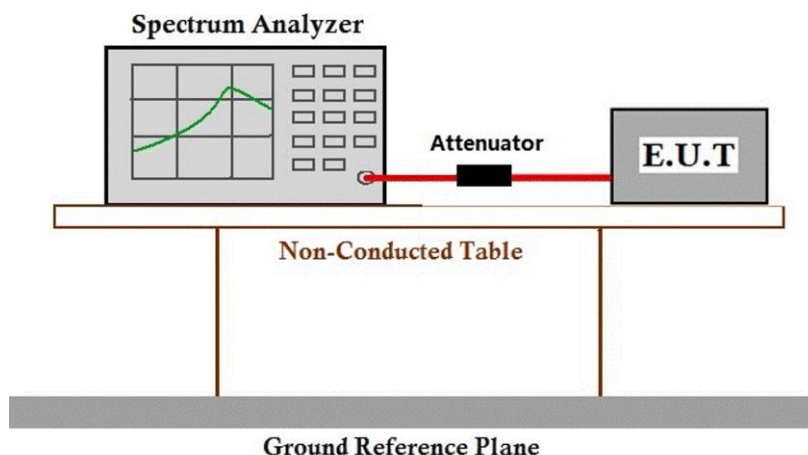 Spectrum Analyzer
Attenuator
E.U.T
Non-Conducted Table
Ground Reference Plane